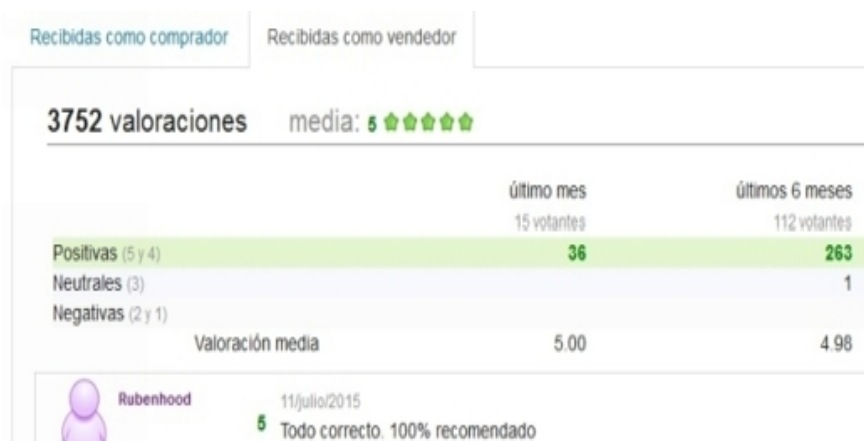 Recibidas como comprador Recibidas como vendedor
3752 valoraciones media: 5
último mes últimos 6 meses
15 votantes 112 votantes
Positivas (5 y 4) 36 263
Neutrales (3) 1
Negativas (2 y 1)
Valoración media 5.00 4.98
Rubenhood 11/julio/2015
5 Todo correcto. 100% recomendado